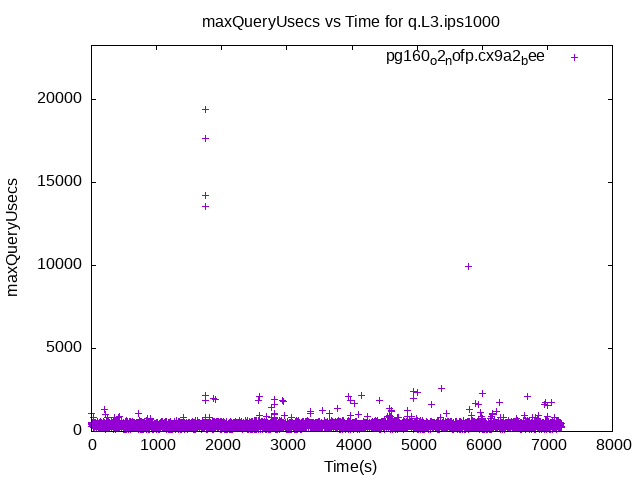 maxQueryUsecs vs Time for q.L3.ips1000
pg160o2nofp.cx9a2bee
20000
15000
10000
5000
0
maxQueryUsecs
0 1000 2000 3000 4000 5000 6000 7000 8000
Time(s)